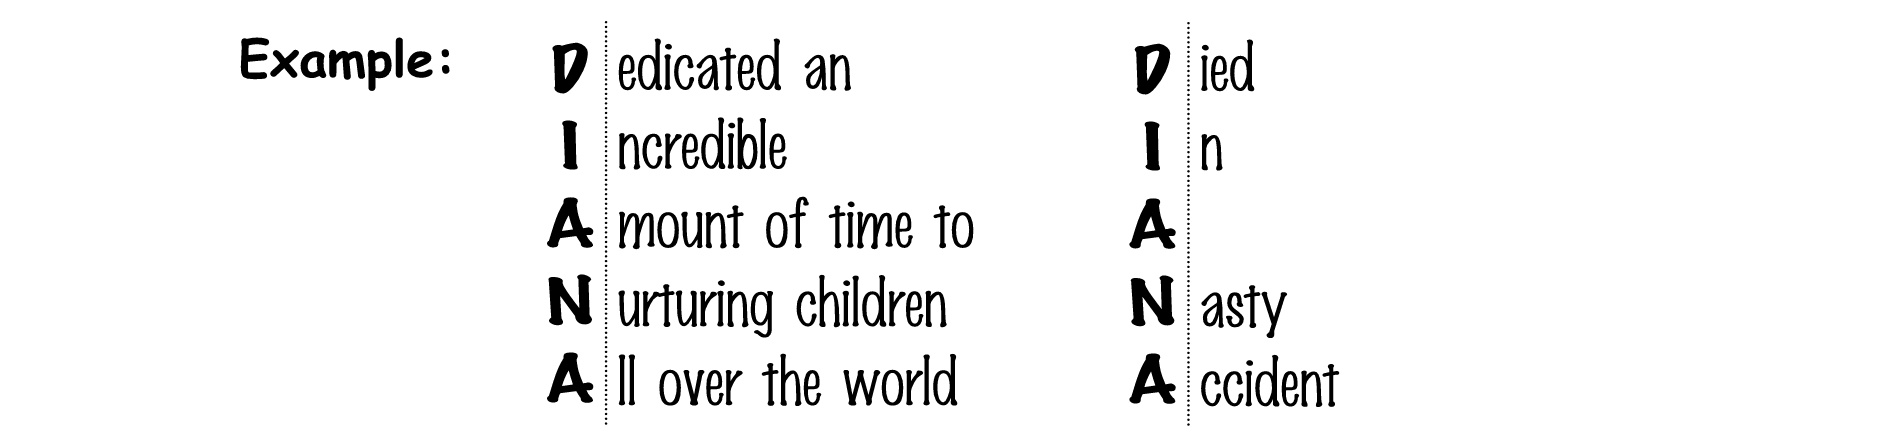 Example:
Dedicated an
Incredible
Amount of time to
Nurturing children
All over the world
Died
In
A
Nasty
Accident